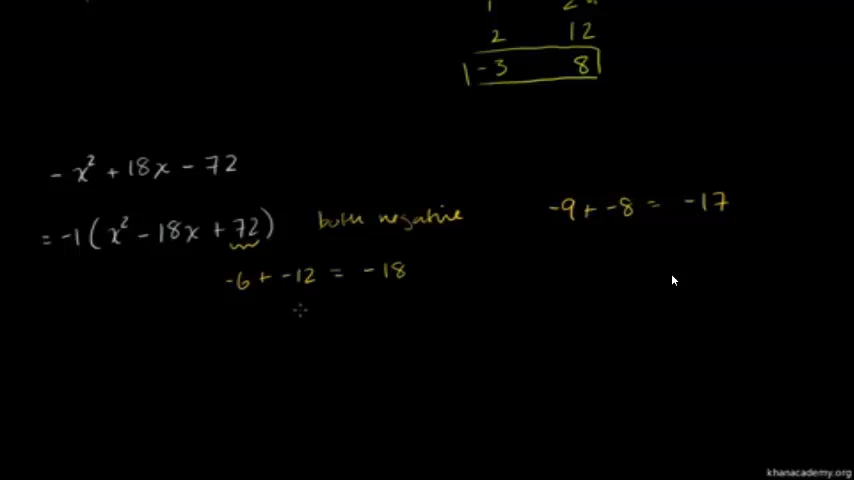 2 12
-3 8
- x² + 18x - 72
= -1 ( x² - 18x + 72 ) both negative -9 + -8 = -17
-6 + -12 = -18
khanacademy.org